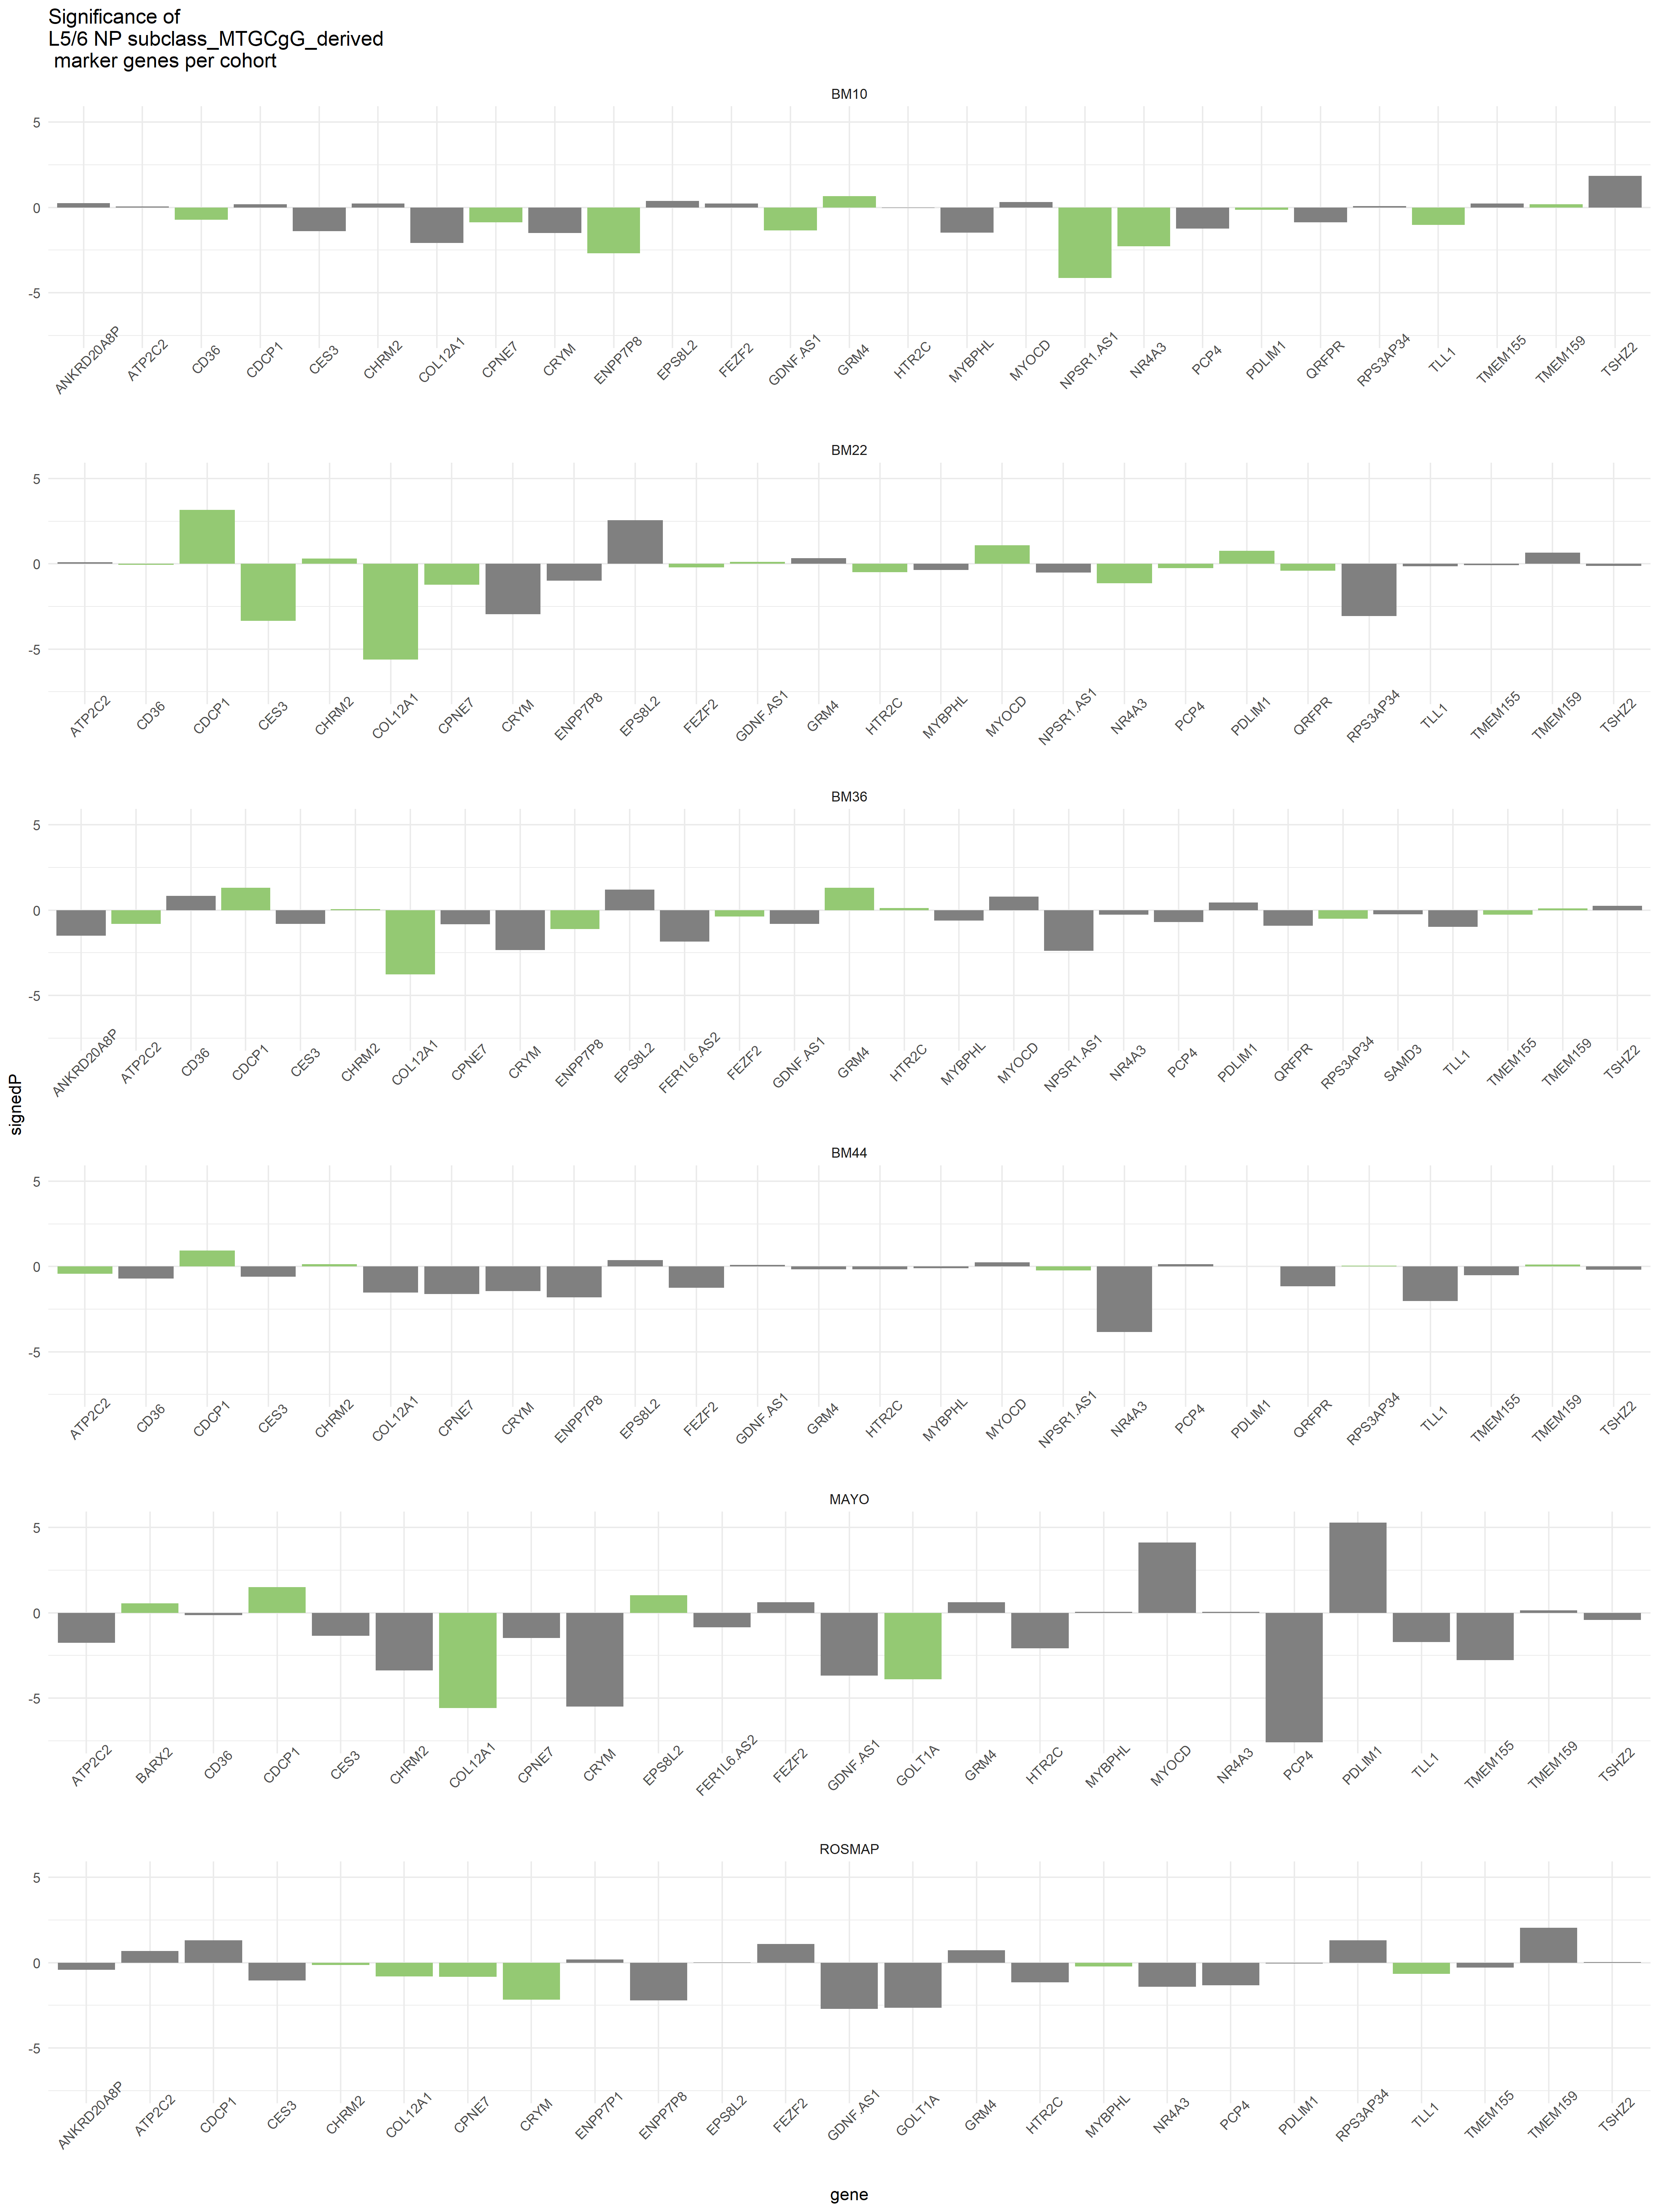 Significance of
L5/6 NP subclass_MTGCgG_derived
marker genes per cohort
signedP
BM10
5
0
-5
ANKRD20A8P ATP2C2 CD36 CDCP1 CES3 CHRM2 COL12A1 CPNE7 CRYM ENPP7P8 EPS8L2 FEZF2 GDNF.AS1 GRM4 HTR2C MYBPHL MYOCD NPSR1.AS1 NR4A3 PCP4 PDLIM1 QRFPR RPS3AP34 TLL1 TMEM155 TMEM159 TSHZ2
BM22
5
0
-5
ATP2C2 CD36 CDCP1 CES3 CHRM2 COL12A1 CPNE7 CRYM ENPP7P8 EPS8L2 FEZF2 GDNF.AS1 GRM4 HTR2C MYBPHL MYOCD NPSR1.AS1 NR4A3 PCP4 PDLIM1 QRFPR RPS3AP34 TLL1 TMEM155 TMEM159 TSHZ2
BM36
5
0
-5
ANKRD20A8P ATP2C2 CD36 CDCP1 CES3 CHRM2 COL12A1 CPNE7 CRYM ENPP7P8 EPS8L2 FER1L6.AS2 FEZF2 GDNF.AS1 GRM4 HTR2C MYBPHL MYOCD NPSR1.AS1 NR4A3 PCP4 PDLIM1 QRFPR RPS3AP34 SAMD3 TLL1 TMEM155 TMEM159 TSHZ2
BM44
5
0
-5
ATP2C2 CD36 CDCP1 CES3 CHRM2 COL12A1 CPNE7 CRYM ENPP7P8 EPS8L2 FEZF2 GDNF.AS1 GRM4 HTR2C MYBPHL MYOCD NPSR1.AS1 NR4A3 PCP4 PDLIM1 QRFPR RPS3AP34 TLL1 TMEM155 TMEM159 TSHZ2
MAYO
5
0
-5
ATP2C2 BARX2 CD36 CDCP1 CES3 CHRM2 COL12A1 CPNE7 CRYM EPS8L2 FER1L6.AS2 FEZF2 GDNF.AS1 GOLT1A GRM4 HTR2C MYBPHL MYOCD NR4A3 PCP4 PDLIM1 TLL1 TMEM155 TMEM159 TSHZ2
ROSMAP
5
0
-5
ANKRD20A8P ATP2C2 CDCP1 CES3 CHRM2 COL12A1 CPNE7 CRYM ENPP7P1 ENPP7P8 EPS8L2 FEZF2 GDNF.AS1 GOLT1A GRM4 HTR2C MYBPHL NR4A3 PCP4 PDLIM1 RPS3AP34 TLL1 TMEM155 TMEM159 TSHZ2
gene